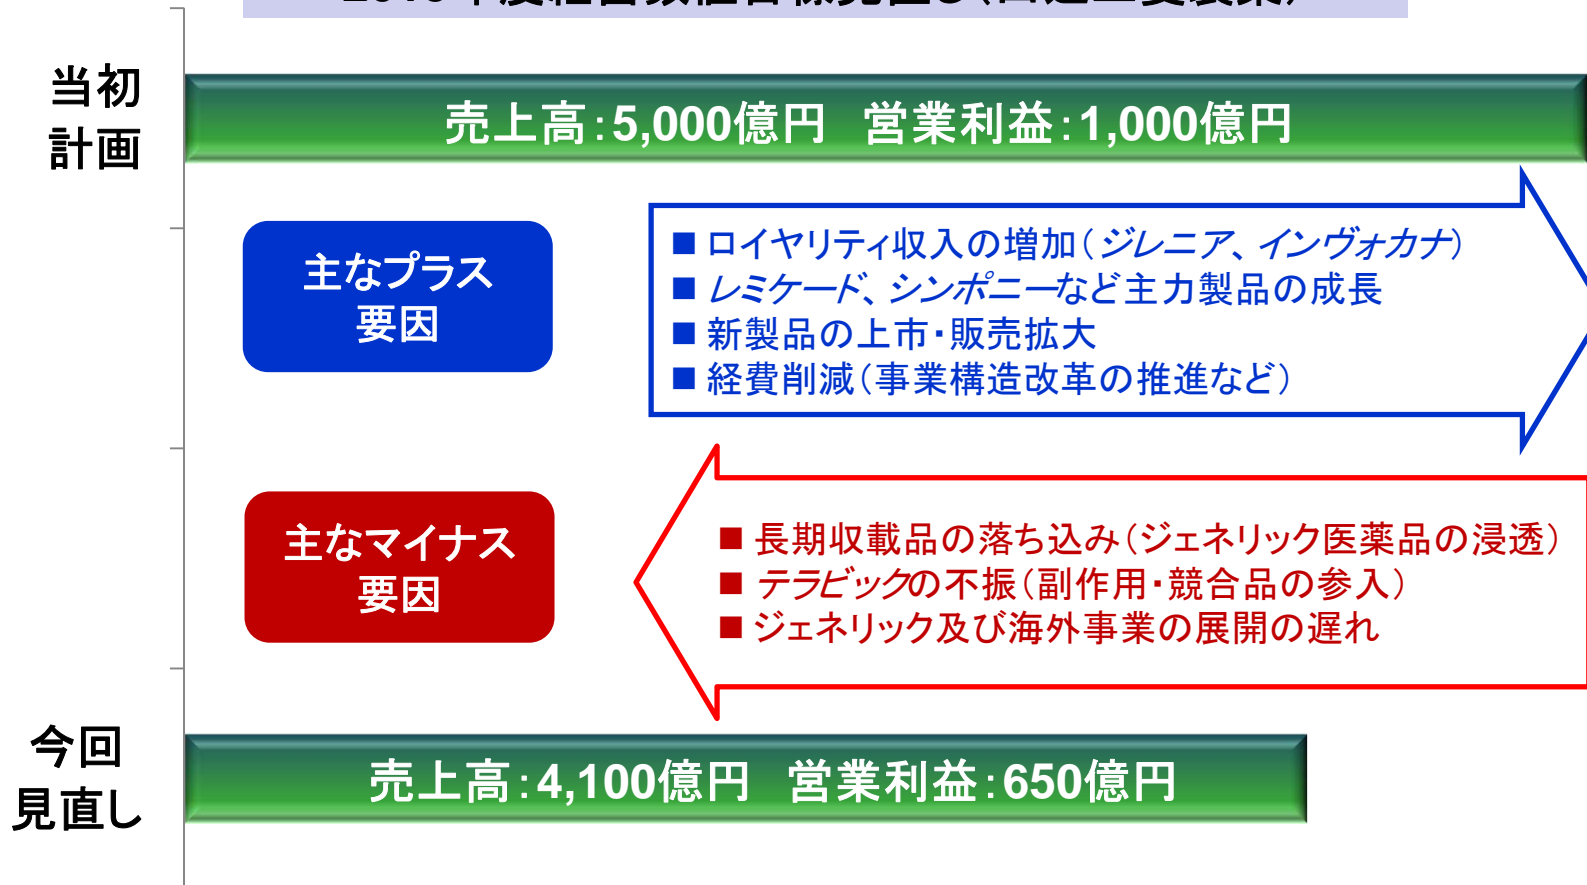 当初
計画
売上高：5,000億円　営業利益：1,000億円
主なプラス
要因
■ ロイヤリティ収入の増加（ジレニア、インヴォカナ）
■ レミケード、シンポニーなど主力製品の成長
■ 新製品の上市・販売拡大
■ 経費削減（事業構造改革の推進など）
主なマイナス
要因
■ 長期収載品の落ち込み（ジェネリック医薬品の浸透）
■ テラビックの不振（副作用・競合品の参入）
■ ジェネリック及び海外事業の展開の遅れ
今回
見直し
売上高：4,100億円　営業利益：650億円